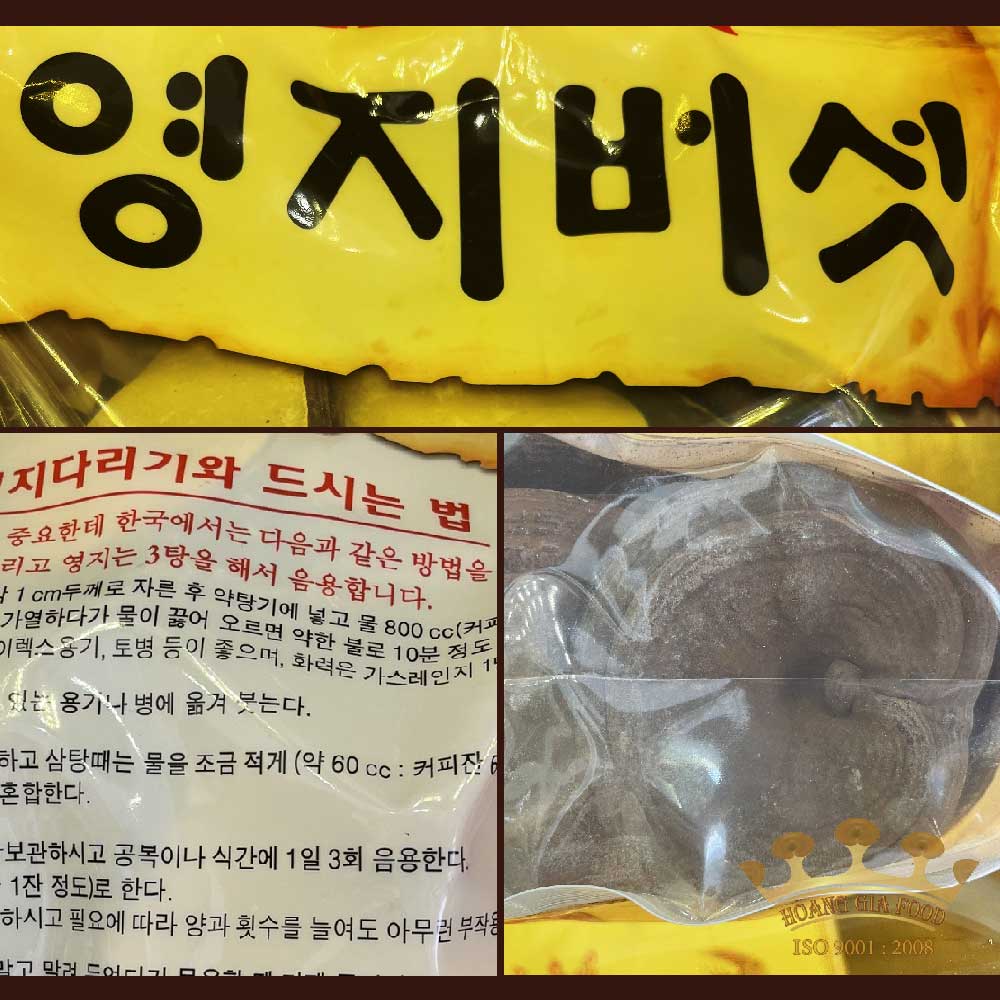 영지버섯
지다리기와 드시는 법
중요한테 한국에서는 다음과 같은 방법을
리고 영지는 3탕을 해서 음용합니다.
1cm두께로 자른 후 약탕기에 넣고 물 800 cc(커피
가열하다가 물이 끓어 오르면 약한 불로 10분 정도
이렉스용기, 토병 등이 좋으며, 화력은 가스레인지
있는 용기나 병에 옮겨 붓는다.
하고 삼탕때는 물을 조금 적게 (약 60 cc : 커피잔
혼합한다.
보관하시고 공복이나 식간에 1일 3회 음용한다.
1잔 정도)로 한다.
하시고 필요에 따라 양과 횟수를 늘여도 아무런 부작용
말고 말려
HOANG GIA FOOD
ISO 9001 : 2008